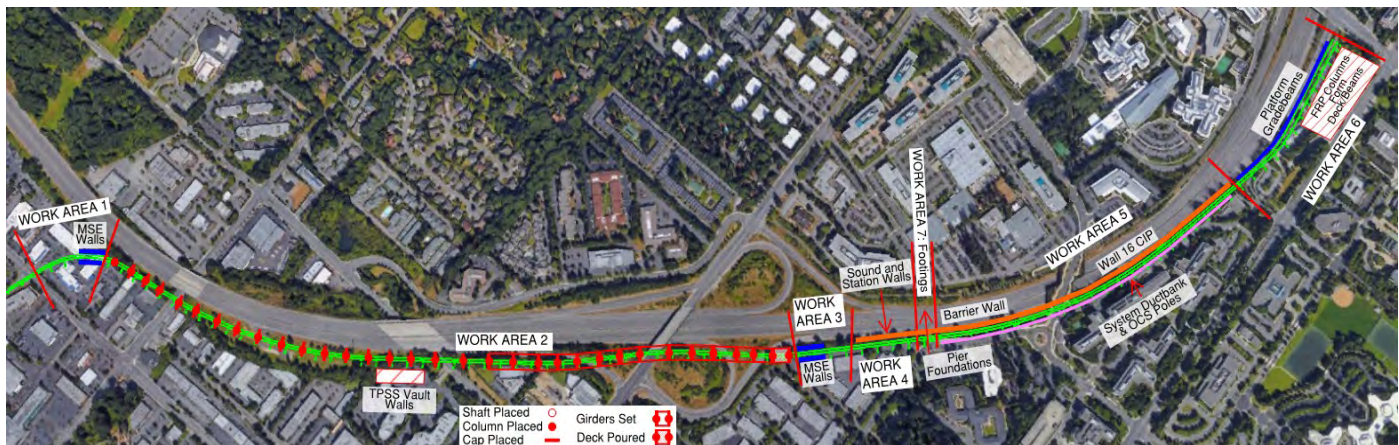 WORK AREA 1
MSE
Walls
WORK AREA 2
TPSS Vault
Walls
WORK
AREA 3
MSE
Walls
Sound and
Station Walls
WORK
AREA 4
WORK AREA 7: Footings
Pier
Foundations
Barrier Wall
WORK AREA 5
Wall 16 CIP
System Ductbank
& OCS Poles
Platform
Gradebeams
FRP Columns
Form
Deck/Beams
WORK AREA 6
Shaft Placed
Column Placed
Cap Placed
Girders Set
Deck Poured